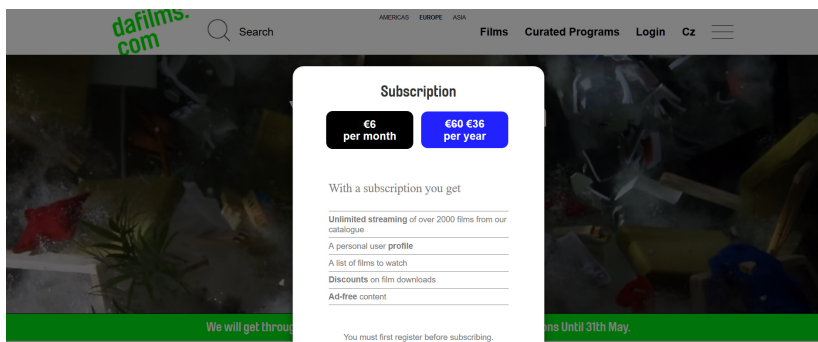 dafilms.
com
Search
AMERICAS EUROPE ASIA
Films Curated Programs Login Cz
Subscription
€6
per month
€60 €36
per year
With a subscription you get
Unlimited streaming of over 2000 films from our
catalogue
A personal user profile
A list of films to watch
Discounts on film downloads
Ad-free content
We will get throug
ns Until 31th May.
You must first register before subscribing.